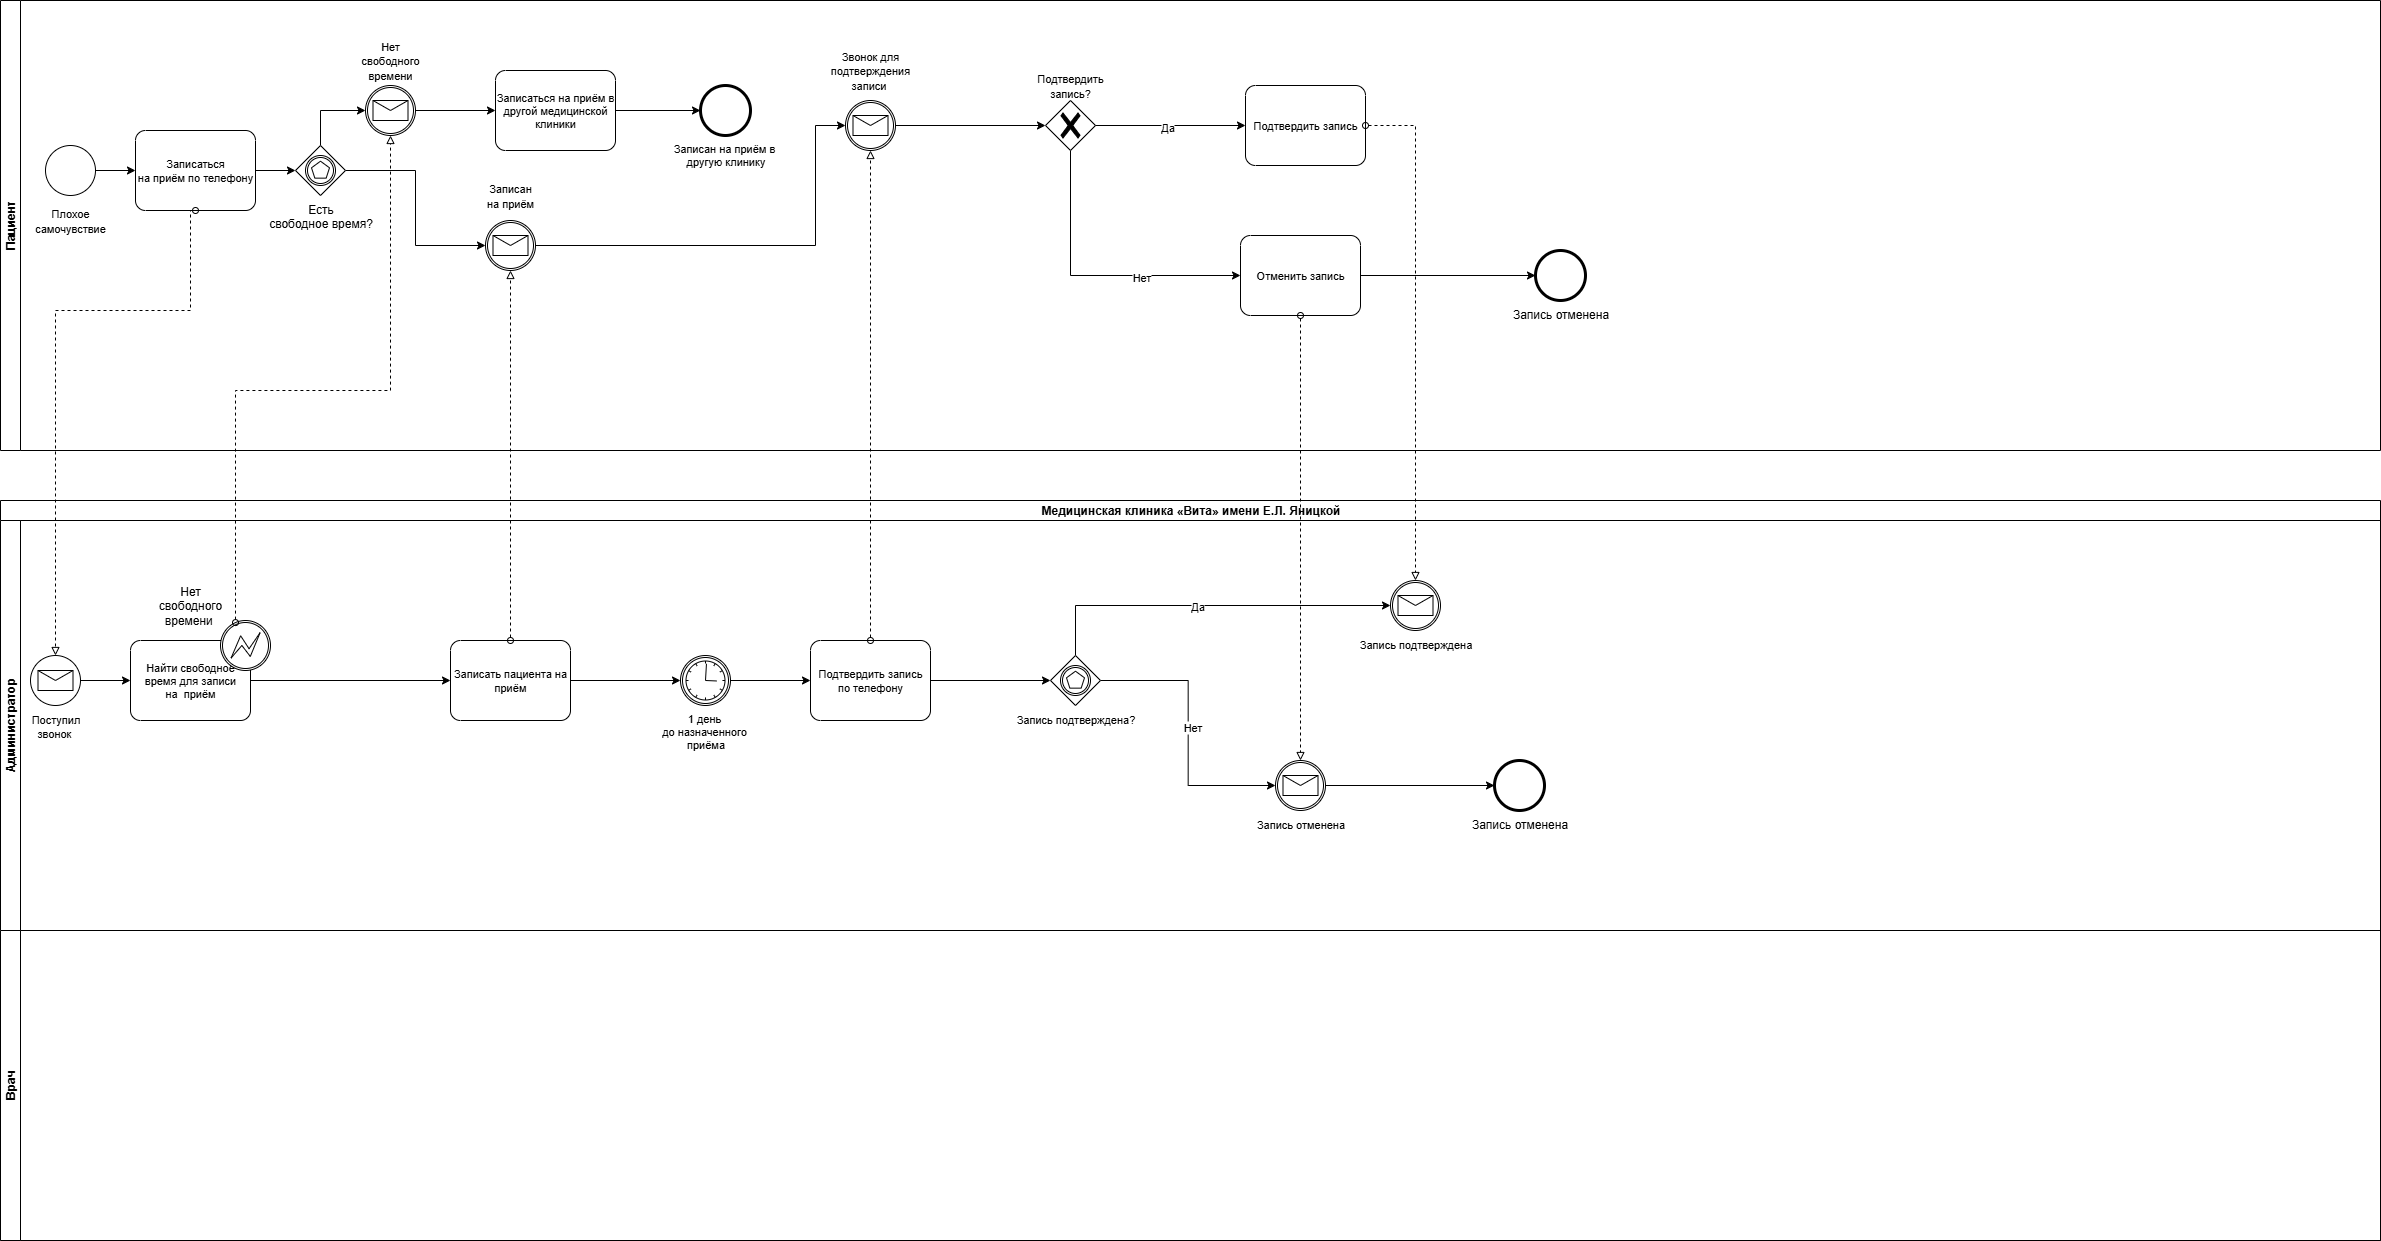 Пациент
Плохое
самочувствие
Записаться
на приём по телефону
Есть
свободное время?
Нет
свободного
времени
Записаться на приём в
другой медицинской
клиники
Записан на приём в
другую клинику
Записан
на приём
Звонок для
подтверждения
записи
Подтвердить
запись?
Да
Подтвердить запись
Нет
Отменить запись
Запись отменена
Медицинская клиника «Вита» имени Е.Л. Яницкой
Администратор
Поступил
звонок
Нет
свободного
времени
Найти свободное
время для записи
на приём
Записать пациента на
приём
1 день
до назначенного
приёма
Подтвердить запись
по телефону
Запись подтверждена?
Да
Запись подтверждена
Нет
Запись отменена
Запись отменена
Врач